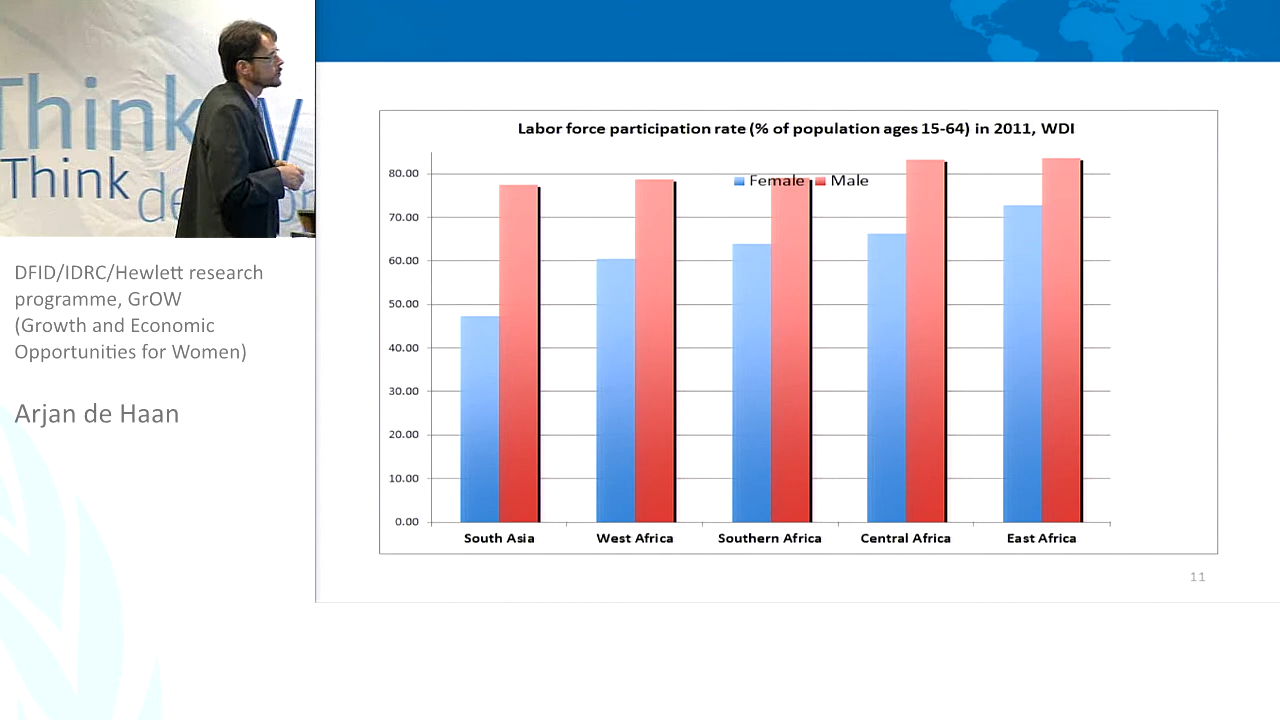 Think
Think
de
DFID/IDRC/Hewlett research
programme, GrOW
(Growth and Economic
Opportunities for Women)
Arjan de Haan
Labor force participation rate (% of population ages 15-64) in 2011, WDI
Female Male
80.00
70.00
60.00
50.00
40.00
30.00
20.00
10.00
0.00
South Asia West Africa Southern Africa Central Africa East Africa
11